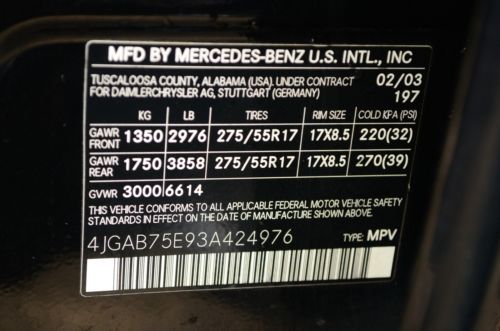 MFD BY MERCEDES-BENZ U.S. INTL., INC
TUSCALOOSA COUNTY, ALABAMA (USA). UNDER CONTRACT 02/03
FOR DAIMLERCHRYSLER AG, STUTTGART (GERMANY) 197
KG LB TIRES RIM SIZE COLD KPA (PSI)
GAWR FRONT 1350 2976 275/55R17 17X8.5 220(32)
GAWR REAR 1750 3858 275/55R17 17X8.5 270(39)
GVWR 3000 6614
THIS VEHICLE CONFORMS TO ALL APPLICABLE FEDERAL MOTOR VEHICLE SAFETY
STANDARDS IN EFFECT ON THE DATE OF MANUFACTURE SHOWN ABOVE.
4JGAB75E93A424976 TYPE: MPV